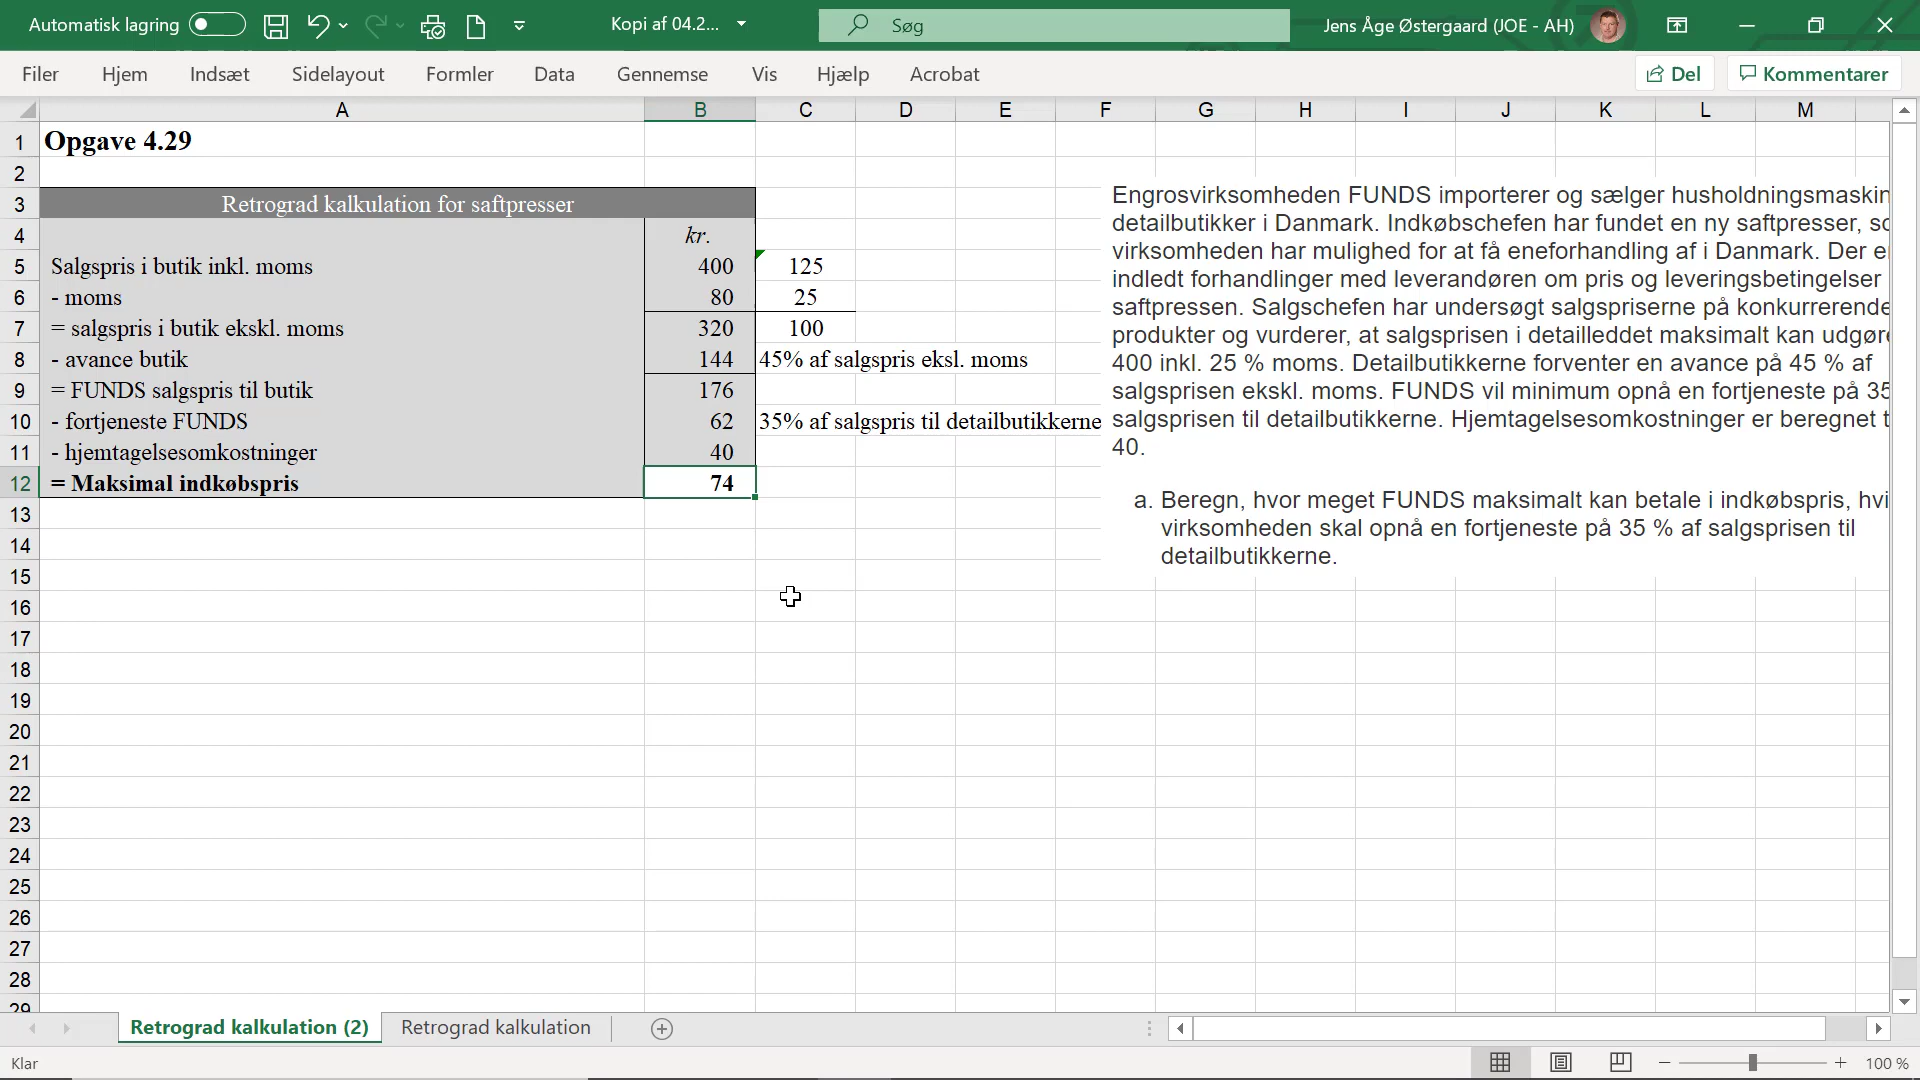 Automatisk lagring
Kopi af 04.2...
Søg
Jens Åge Østergaard (JOE - AH)
Filer Hjem Indsæt Sidelayout Formler Data Gennemse Vis Hjælp Acrobat
Del Kommentarer
A B C D E F G H I J K L M
1 Opgave 4.29
2
3 Retrograd kalkulation for saftpresser
4 kr.
5 Salgspris i butik inkl. moms 400 125
6 - moms 80 25
7 = salgspris i butik ekskl. moms 320 100
8 - avance butik 144 45% af salgspris eksl. moms
9 = FUNDS salgspris til butik 176
10 - fortjeneste FUNDS 62 35% af salgspris til detailbutikkerne
11 - hjemtagelsesomkostninger 40
12 = Maksimal indkøbspris 74
13
14
15
16
17
18
19
20
21
22
23
24
25
26
27
28
29
Engrosvirksomheden FUNDS importerer og sælger husholdningsmaskin
detailbutikker i Danmark. Indkøbschefen har fundet en ny saftpresser, so
virksomheden har mulighed for at få eneforhandling af i Danmark. Der e
indledt forhandlinger med leverandøren om pris og leveringsbetingelser
saftpressen. Salgschefen har undersøgt salgspriserne på konkurrerende
produkter og vurderer, at salgsprisen i detailleddet maksimalt kan udgøre
400 inkl. 25 % moms. Detailbutikkerne forventer en avance på 45 % af
salgsprisen ekskl. moms. FUNDS vil minimum opnå en fortjeneste på 35
salgsprisen til detailbutikkerne. Hjemtagelsesomkostninger er beregnet t
40.
a. Beregn, hvor meget FUNDS maksimalt kan betale i indkøbspris, hvi
virksomheden skal opnå en fortjeneste på 35 % af salgsprisen til
detailbutikkerne.
Retrograd kalkulation (2) Retrograd kalkulation
Klar
100 %